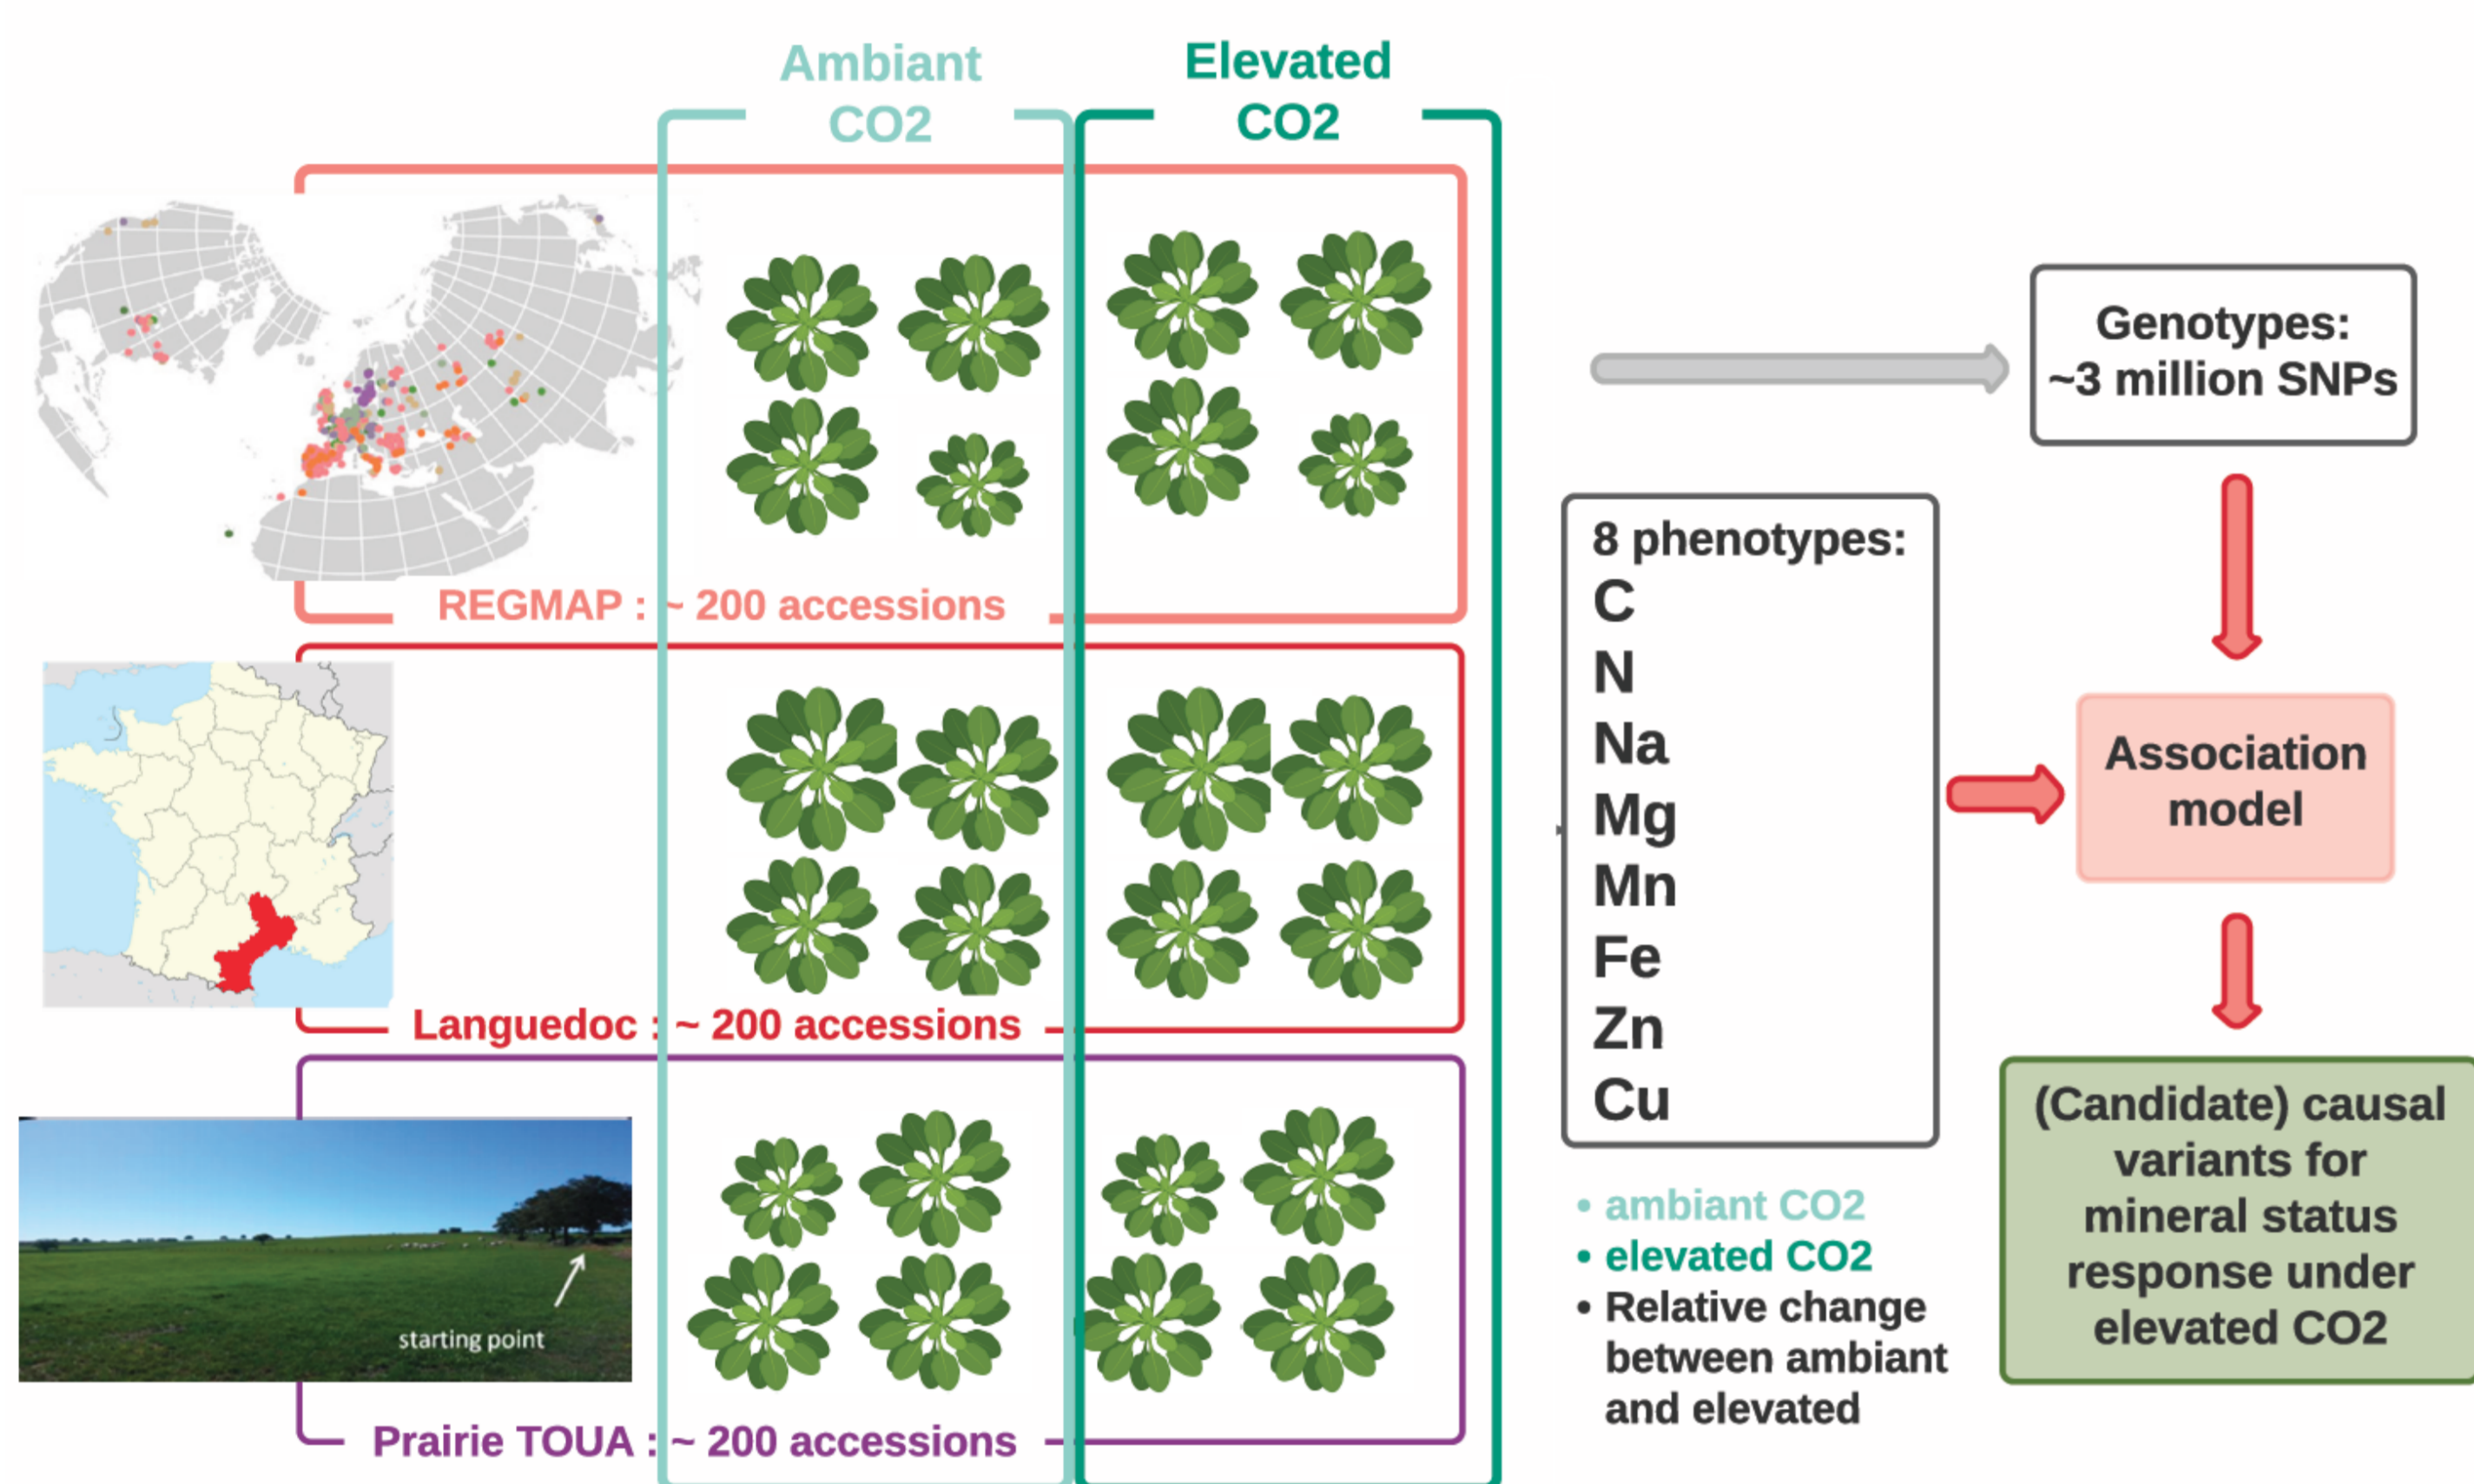 Ambiant
CO2
Elevated
CO2
REGMAP : ~ 200 accessions
Languedoc : ~ 200 accessions
starting point
Prairie TOUA : ~ 200 accessions
8 phenotypes:
C
N
Na
Mg
Mn
Fe
Zn
Cu
• ambiant CO2
• elevated CO2
• Relative change
between ambiant
and elevated
Genotypes:
~3 million SNPs
Association
model
(Candidate) causal
variants for
mineral status
response under
elevated CO2